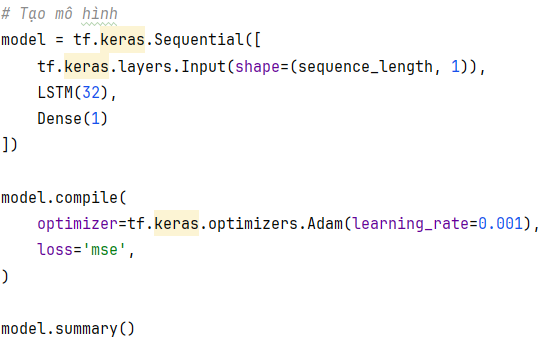 # Tạo mô hình
model = tf.keras.Sequential([
    tf.keras.layers.Input(shape=(sequence_length, 1)),
    LSTM(32),
    Dense(1)
])

model.compile(
    optimizer=tf.keras.optimizers.Adam(learning_rate=0.001),
    loss='mse',
)

model.summary()